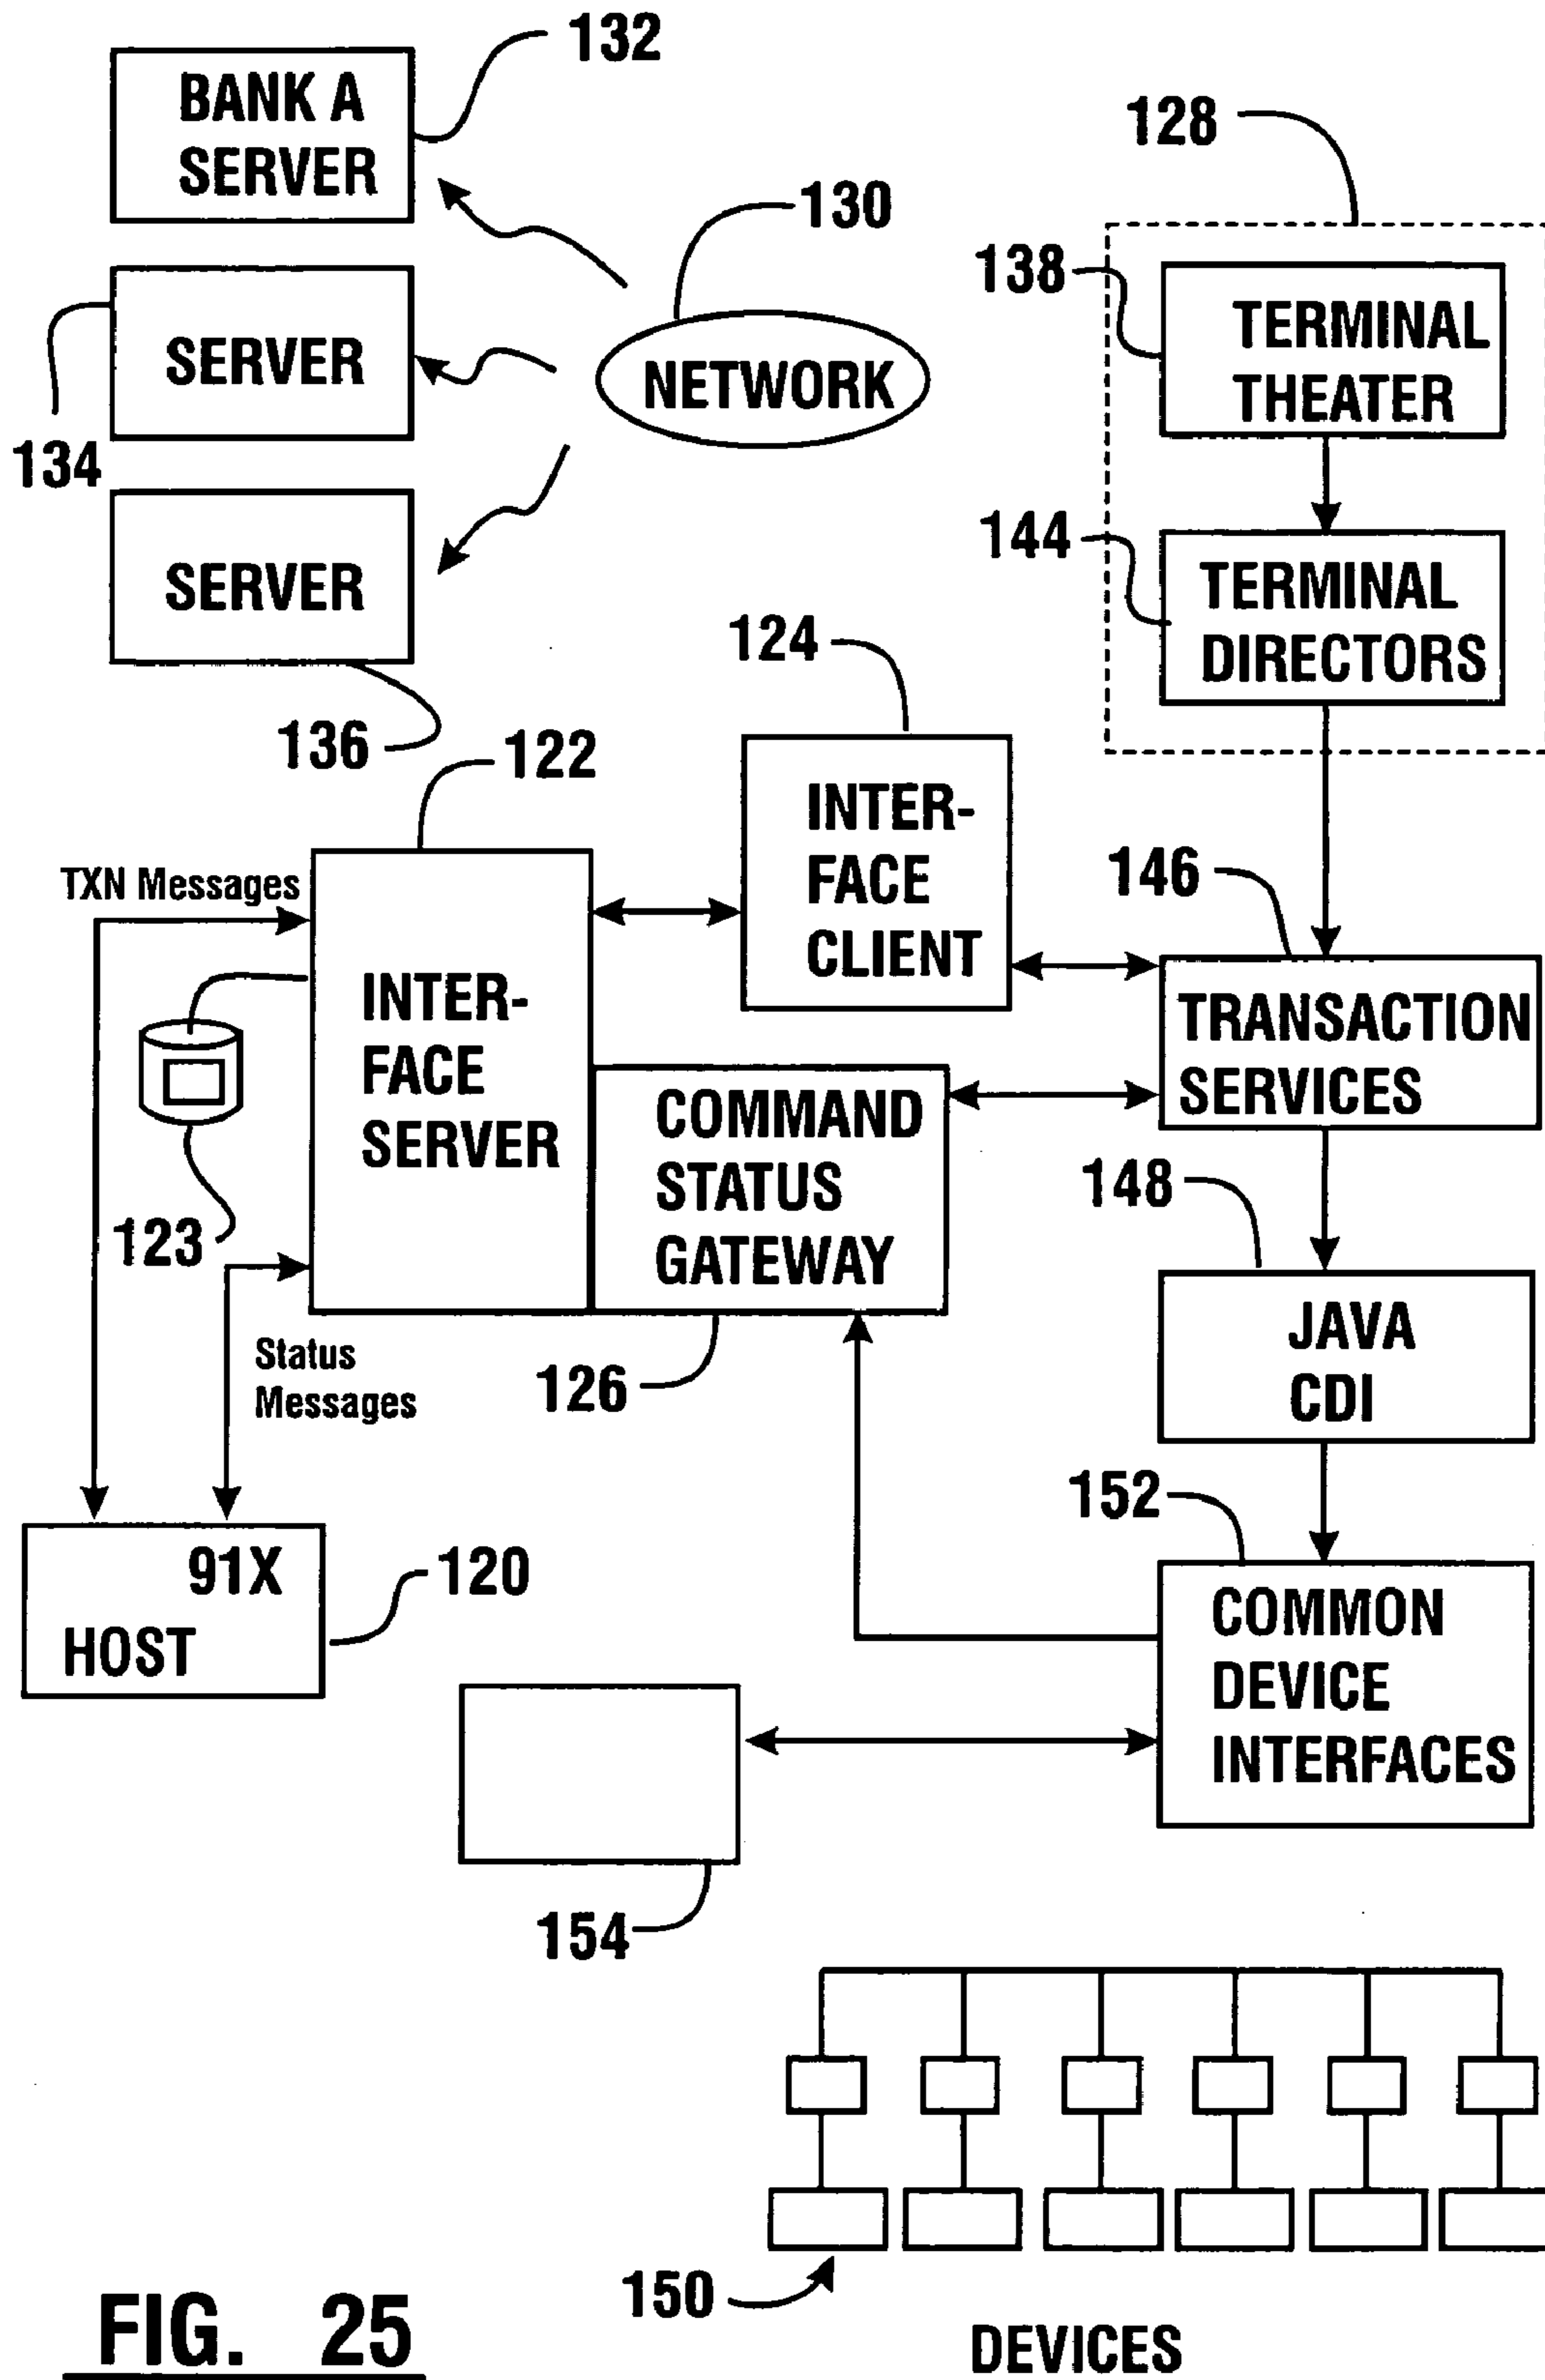 132
BANK A
SERVER
128
130
138
TERMINAL
THEATER
SERVER
NETWORK
134
144
TERMINAL
DIRECTORS
SERVER
124
136
122
INTER-
FACE
CLIENT
146
TXN Messages
INTER-
FACE
SERVER
TRANSACTION
SERVICES
COMMAND
STATUS
GATEWAY
148
123
JAVA
CDI
Status
Messages
126
152
91X
HOST
120
COMMON
DEVICE
INTERFACES
154
150
DEVICES
FIG. 25